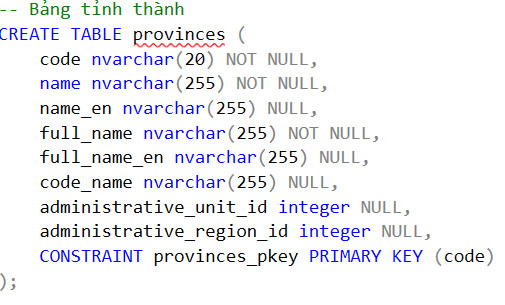 -- Bảng tỉnh thành
CREATE TABLE provinces (
    code nvarchar(20) NOT NULL,
    name nvarchar(255) NOT NULL,
    name_en nvarchar(255) NULL,
    full_name nvarchar(255) NOT NULL,
    full_name_en nvarchar(255) NULL,
    code_name nvarchar(255) NULL,
    administrative_unit_id integer NULL,
    administrative_region_id integer NULL,
    CONSTRAINT provinces_pkey PRIMARY KEY (code)
);